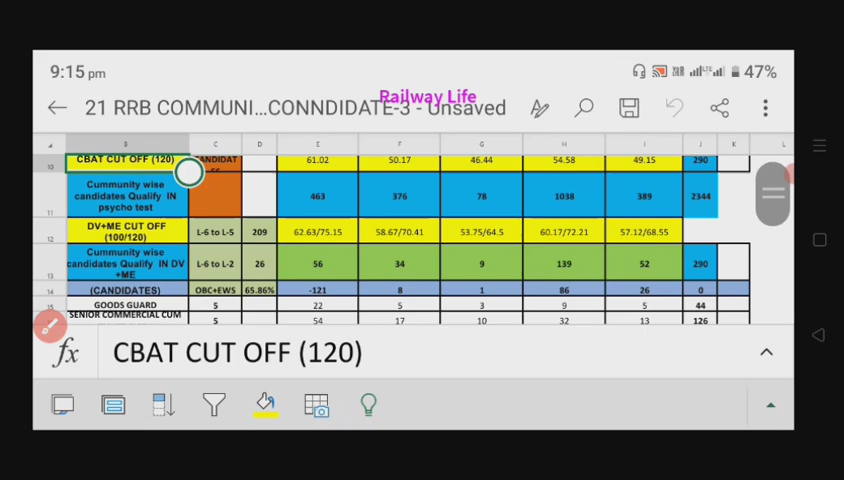 9:15 pm
47%
Railway Life
21 RRB COMMUNI...CONNDIDATE-3 - Unsaved
B C D E F G H I J K L
10 CBAT CUT OFF (120) CANDIDAT 61.02 50.17 46.44 54.58 49.15 290
11 Cummunity wise candidates Qualify IN psycho test 463 376 78 1038 389 2344
12 DV+ME CUT OFF (100/120) L-6 to L-5 209 62.63/75.15 58.67/70.41 53.75/64.5 60.17/72.21 57.12/68.55
13 Cummunity wise candidates Qualify IN DV +ME L-6 to L-2 26 56 34 9 139 52 290
14 (CANDIDATES) OBC+EWS 65.86% -121 8 1 86 26 0
15 GOODS GUARD 5 22 5 3 9 5 44
SENIOR COMMERCIAL CUM 5 54 17 10 32 13 126
fx CBAT CUT OFF (120)